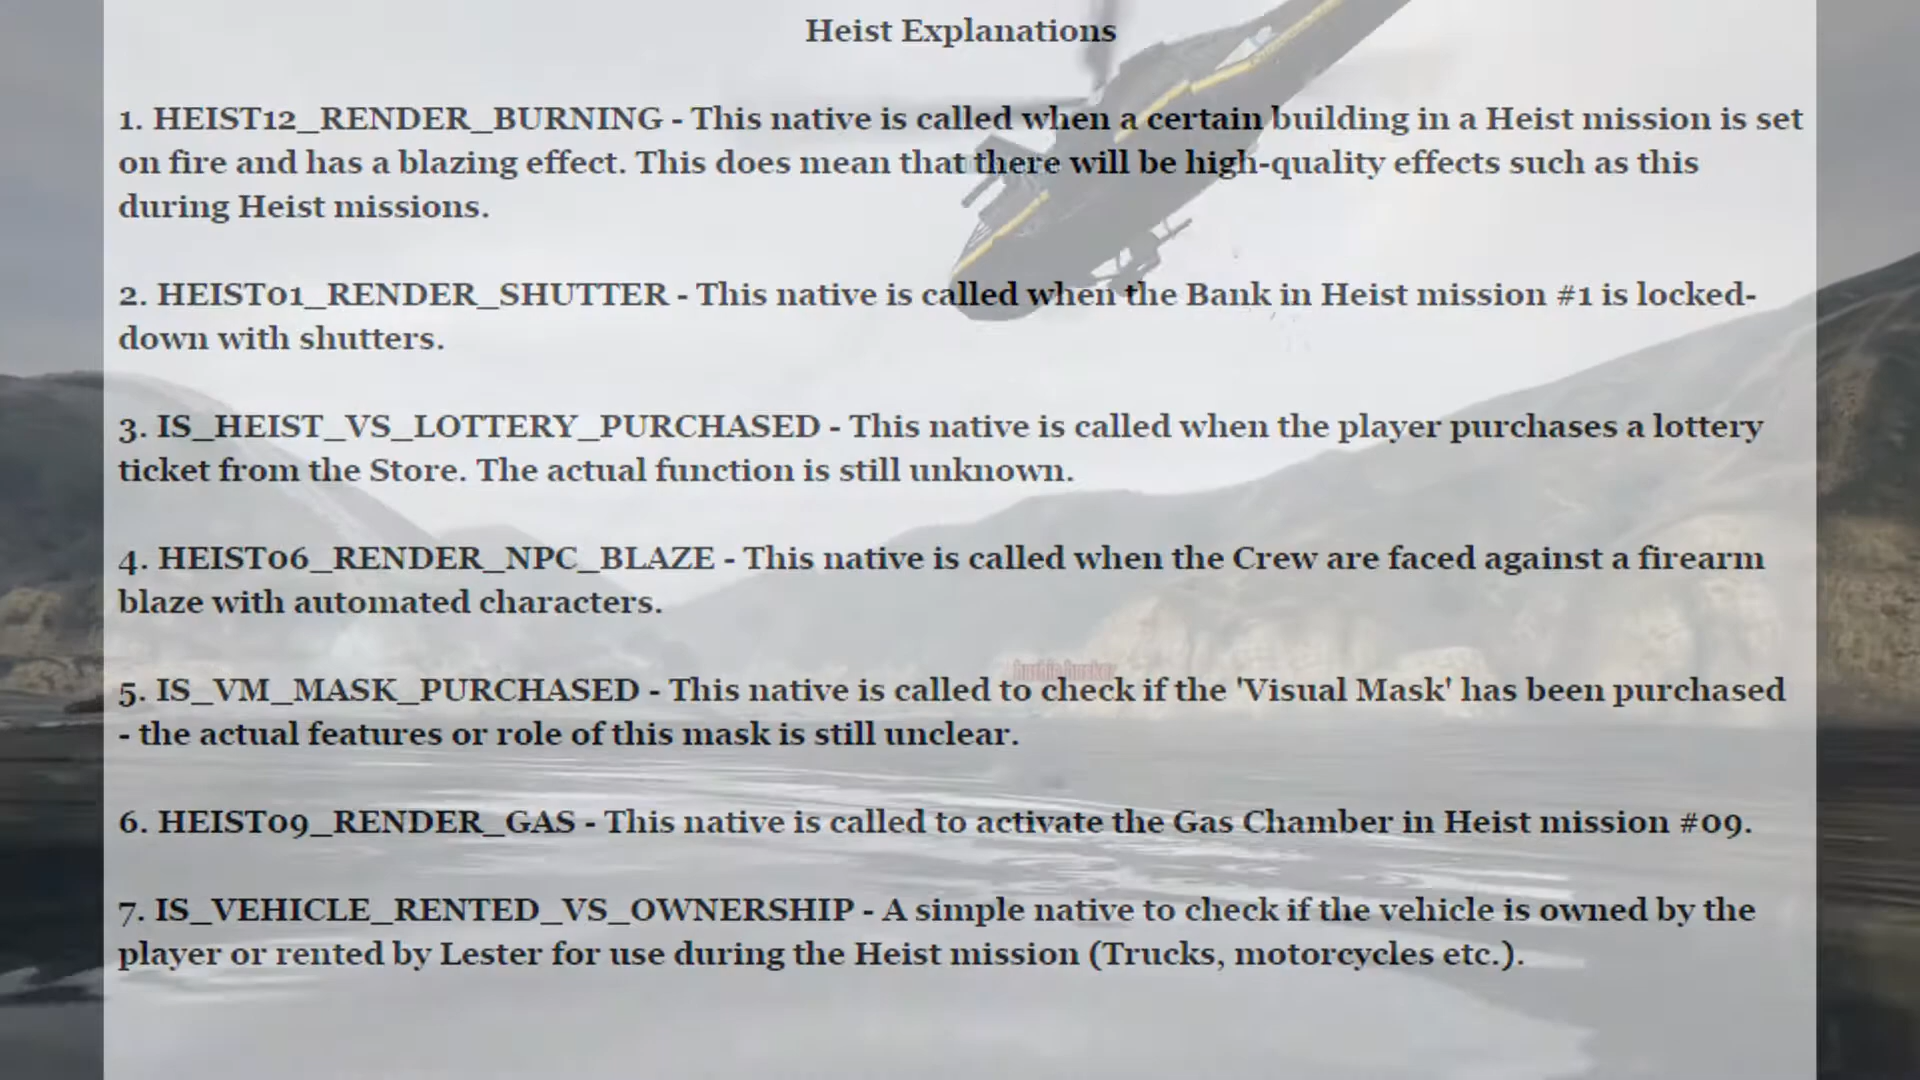 Heist Explanations
1. HEIST12_RENDER_BURNING - This native is called when a certain building in a Heist mission is set
on fire and has a blazing effect. This does mean that there will be high-quality effects such as this
during Heist missions.
2. HEIST01_RENDER_SHUTTER - This native is called when the Bank in Heist mission #1 is locked-
down with shutters.
3. IS_HEIST_VS_LOTTERY_PURCHASED - This native is called when the player purchases a lottery
ticket from the Store. The actual function is still unknown.
4. HEIST06_RENDER_NPC_BLAZE - This native is called when the Crew are faced against a firearm
blaze with automated characters.
5. IS_VM_MASK_PURCHASED - This native is called to check if the 'Visual Mask' has been purchased
- the actual features or role of this mask is still unclear.
6. HEIST09_RENDER_GAS - This native is called to activate the Gas Chamber in Heist mission #09.
7. IS_VEHICLE_RENTED_VS_OWNERSHIP - A simple native to check if the vehicle is owned by the
player or rented by Lester for use during the Heist mission (Trucks, motorcycles etc.).